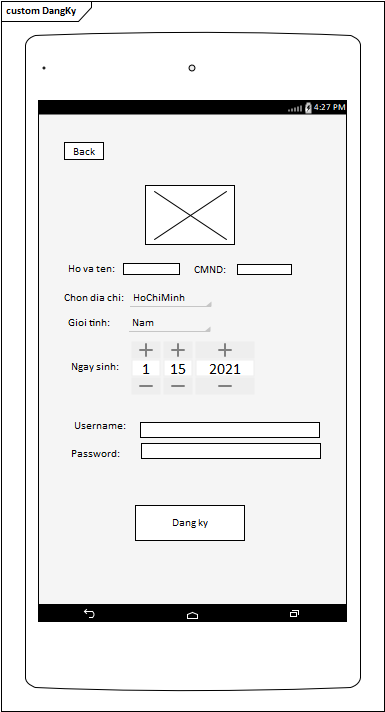 custom DangKy
4:27 PM
Back
Ho va ten:
CMND:
Chon dia chi: HoChiMinh
Gioi tinh: Nam
Ngay sinh: 1 15 2021
Username:
Password:
Dang ky